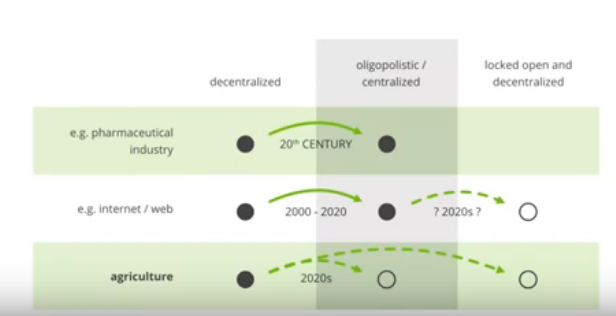 decentralized
oligopolistic /
centralized
locked open and
decentralized
e.g. pharmaceutical
industry
20th CENTURY
e.g. internet / web
2000 - 2020
? 2020s ?
agriculture
2020s